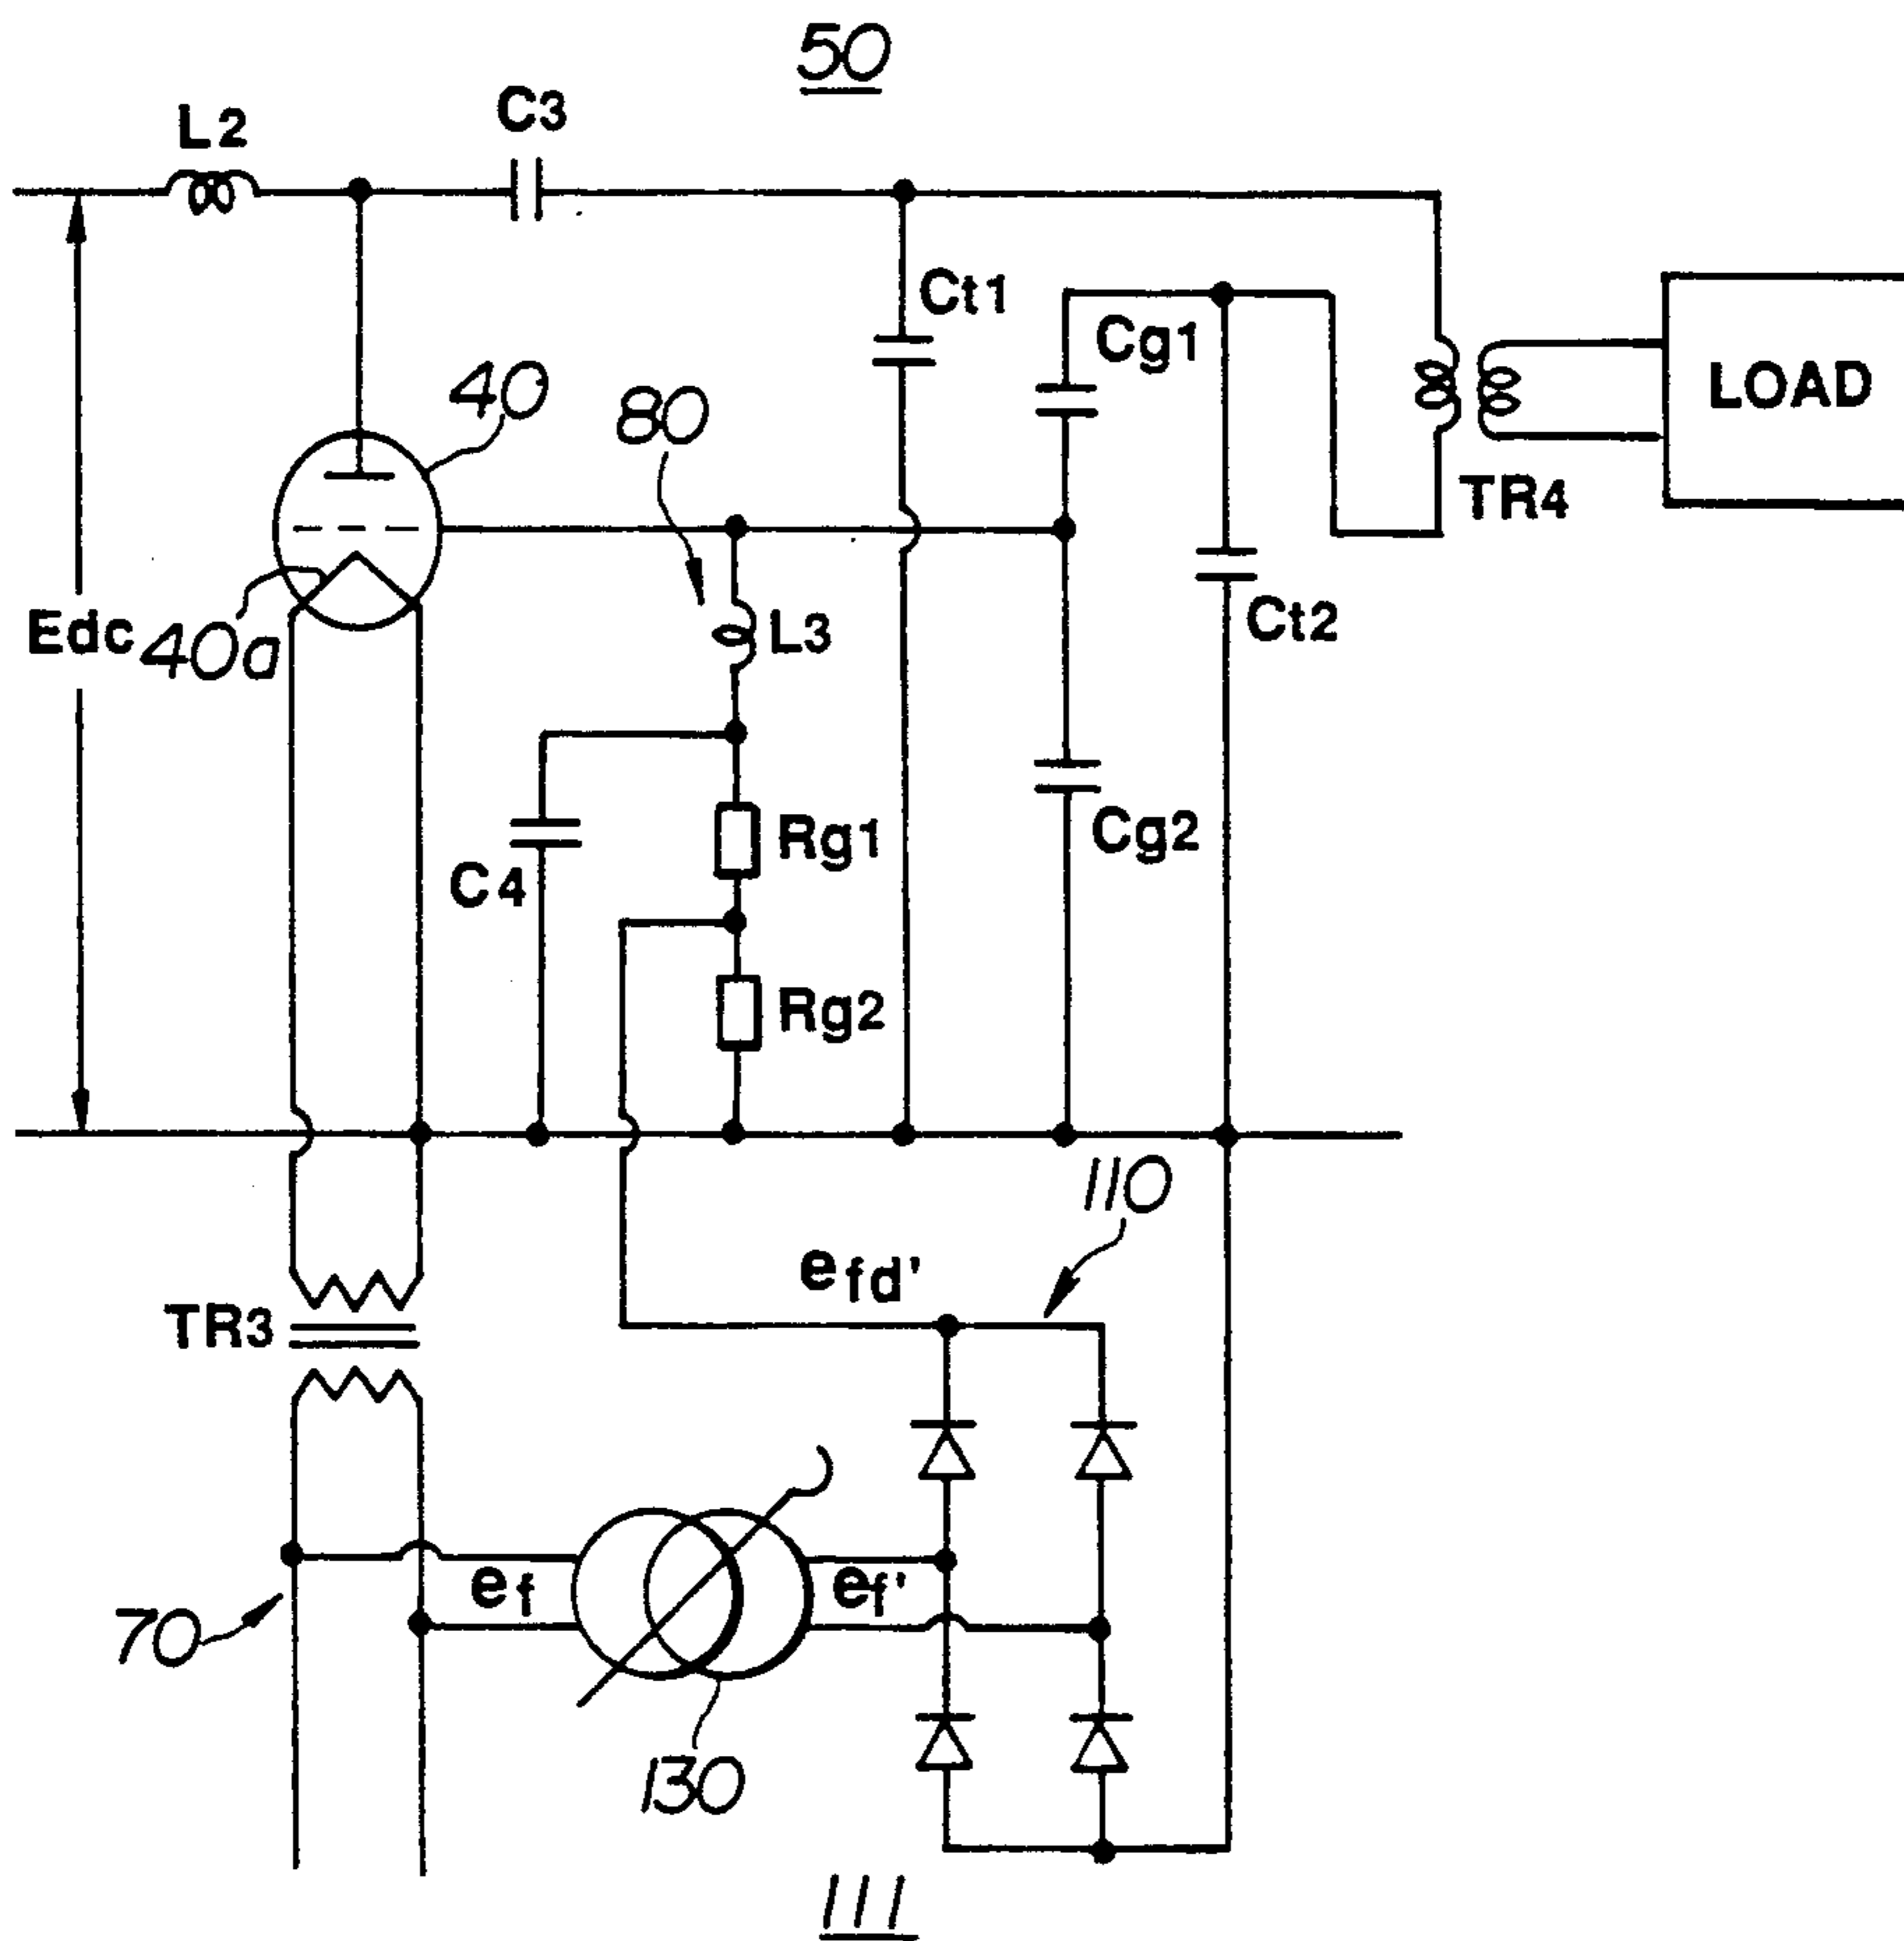 50
L2
C3
Ct1
Cg1
40
80
LOAD
TR4
Edc
40a
L3
Ct2
Rg1
Cg2
C4
Rg2
110
efd'
TR3
ef
ef'
70
130
111